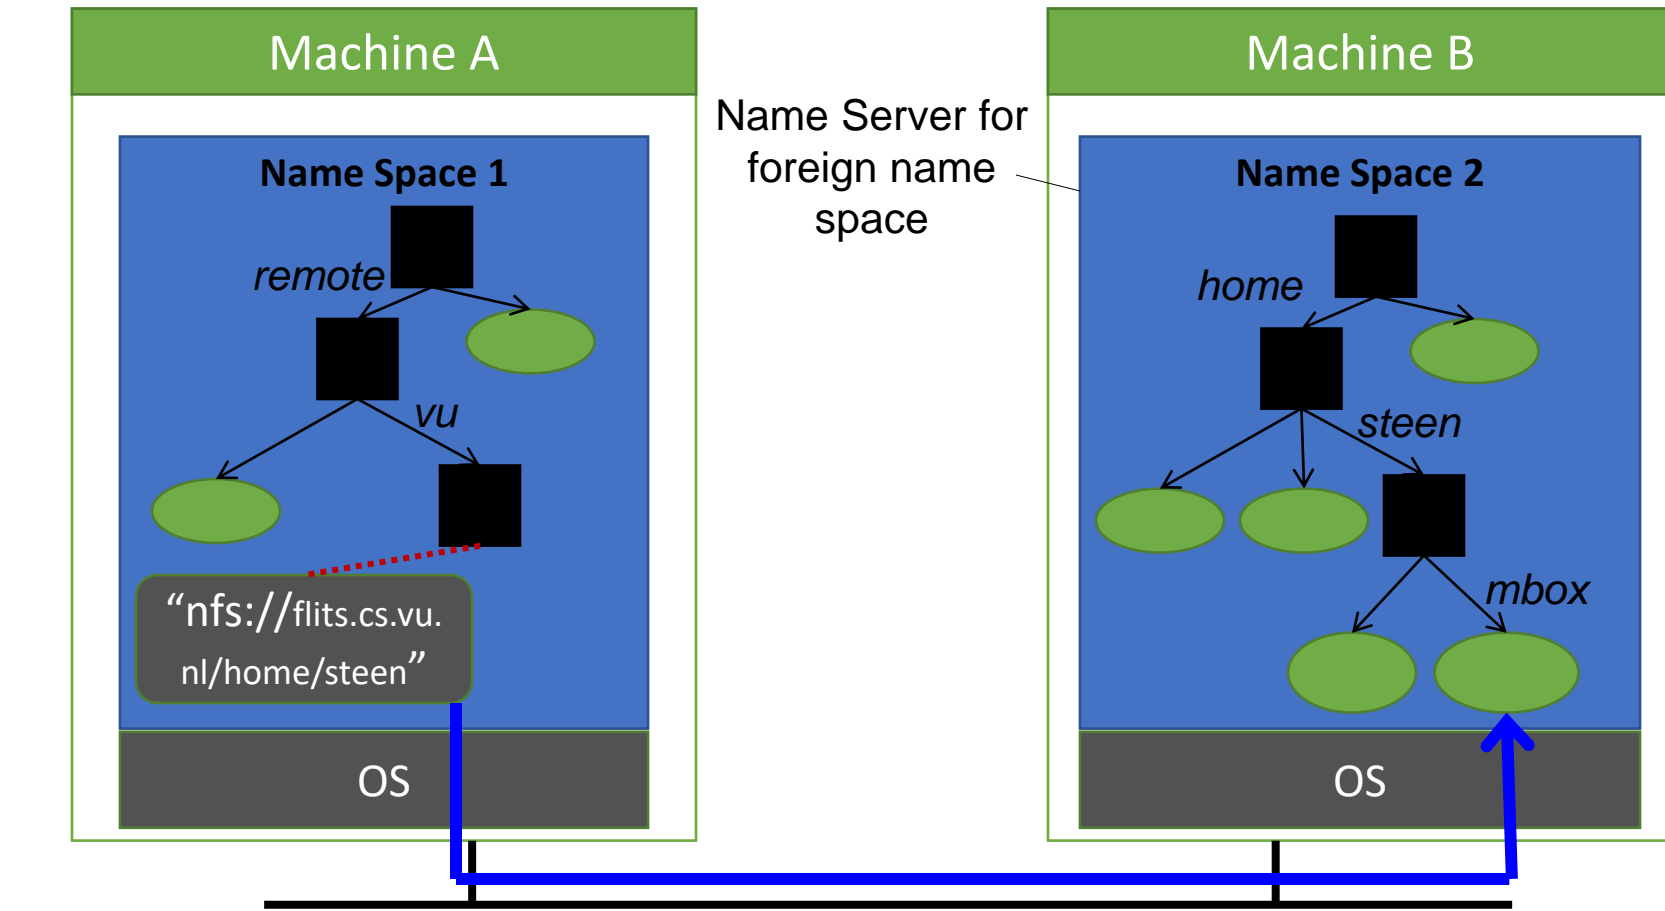 Machine A
Name Space 1
remote
vu
“nfs://flits.cs.vu.
nl/home/steen”
OS
Name Server for
foreign name
space
Machine B
Name Space 2
home
steen
mbox
OS